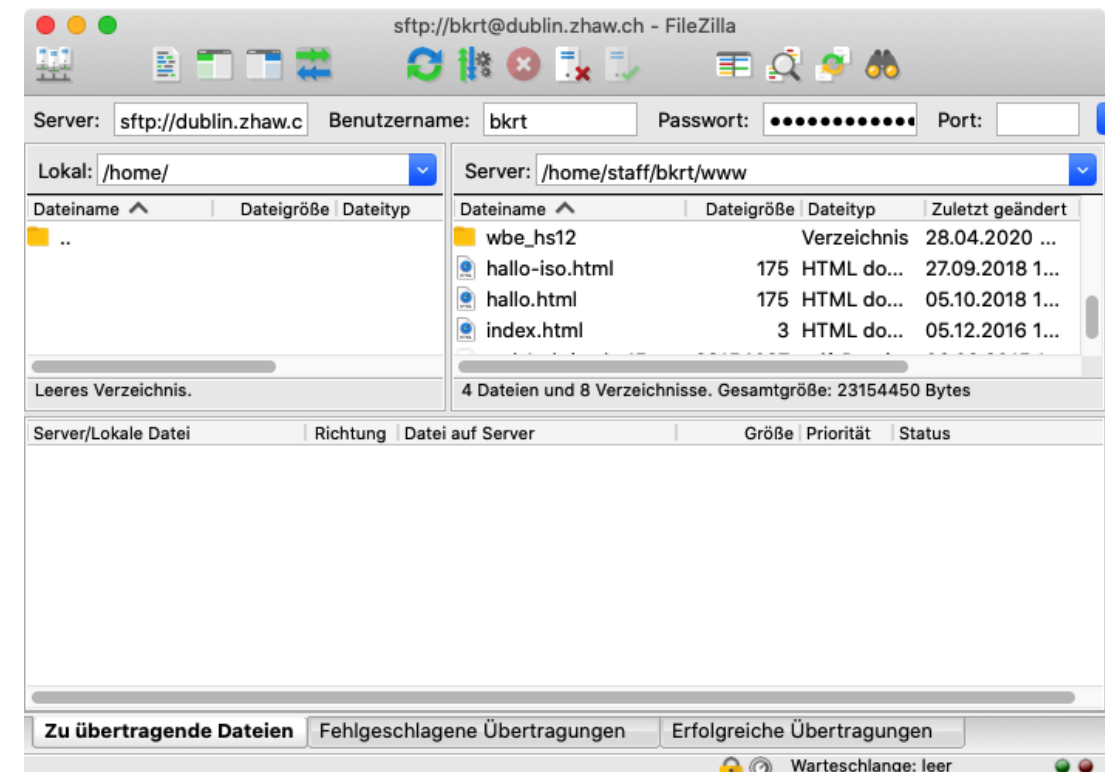 sftp://bkrt@dublin.zhaw.ch - FileZilla
Server: sftp://dublin.zhaw.c Benutzername: bkrt Passwort: ●●●●●●●●●●●● Port:
Lokal: /home/
Server: /home/staff/bkrt/www
Dateiname Dateigröße Dateityp
..
Leeres Verzeichnis.
Dateiname Dateigröße Dateityp Zuletzt geändert
wbe_hs12 Verzeichnis 28.04.2020 ...
hallo-iso.html 175 HTML do... 27.09.2018 1...
hallo.html 175 HTML do... 05.10.2018 1...
index.html 3 HTML do... 05.12.2016 1...
4 Dateien und 8 Verzeichnisse. Gesamtgröße: 23154450 Bytes
Server/Lokale Datei Richtung Datei auf Server Größe Priorität Status
Zu übertragende Dateien Fehlgeschlagene Übertragungen Erfolgreiche Übertragungen
Warteschlange: leer